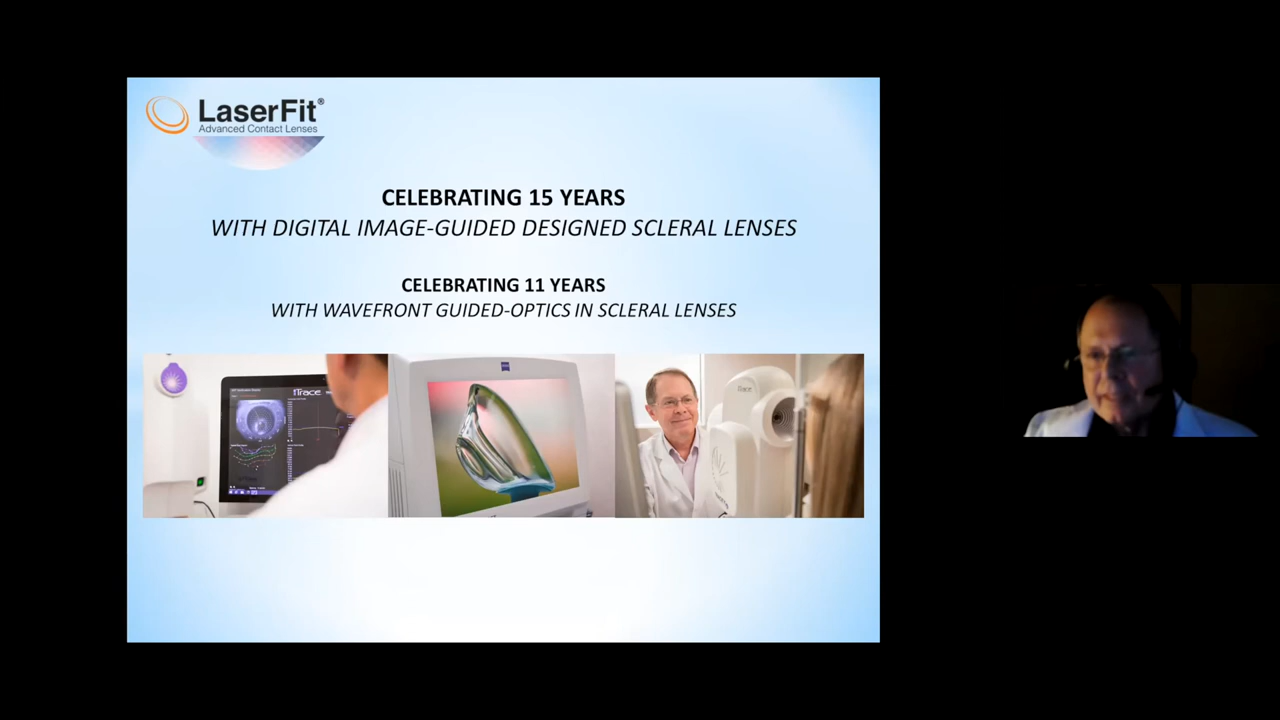 LaserFit®
Advanced Contact Lenses
CELEBRATING 15 YEARS
WITH DIGITAL IMAGE-GUIDED DESIGNED SCLERAL LENSES
CELEBRATING 11 YEARS
WITH WAVEFRONT GUIDED-OPTICS IN SCLERAL LENSES
iTrace
iTrace